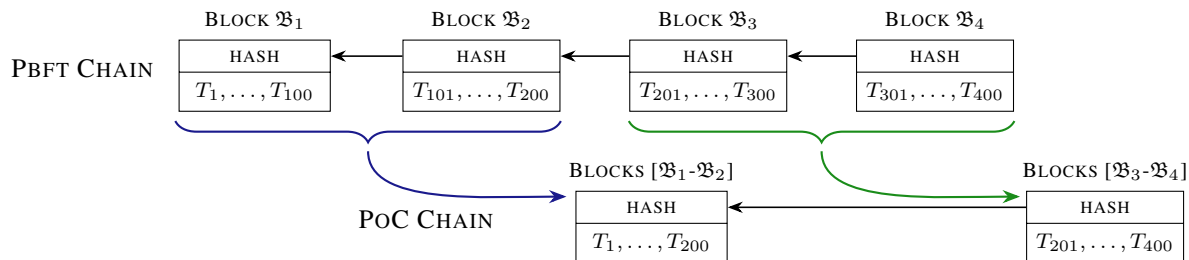 BLOCK 𝔅₁ BLOCK 𝔅₂ BLOCK 𝔅₃ BLOCK 𝔅₄
PBFT CHAIN
HASH HASH HASH HASH
T₁, . . . , T₁₀₀ T₁₀₁, . . . , T₂₀₀ T₂₀₁, . . . , T₃₀₀ T₃₀₁, . . . , T₄₀₀
BLOCKS [𝔅₁-𝔅₂] BLOCKS [𝔅₃-𝔅₄]
POC CHAIN
HASH HASH
T₁, . . . , T₂₀₀ T₂₀₁, . . . , T₄₀₀